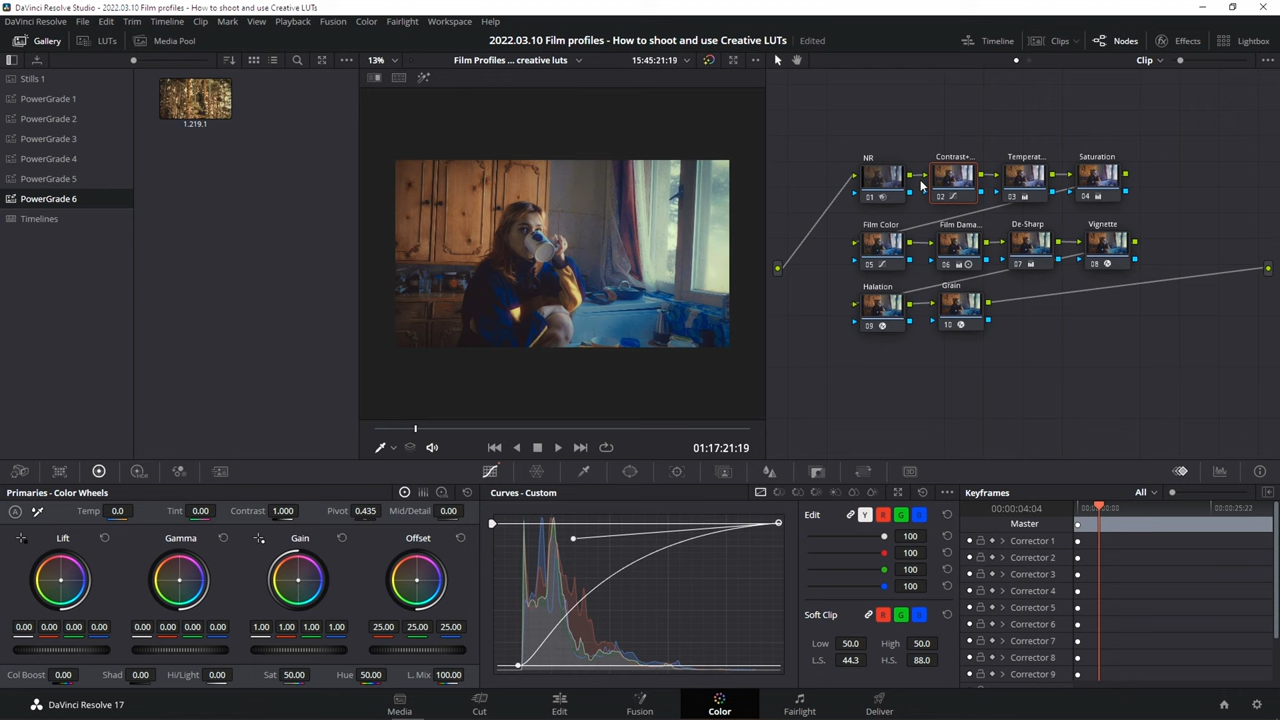 DaVinci Resolve Studio - 2022.03.10 Film profiles - How to shoot and use Creative LUTs
DaVinci Resolve File Edit Trim Timeline Clip Mark View Playback Fusion Color Fairlight Workspace Help
Gallery LUTs Media Pool 2022.03.10 Film profiles - How to shoot and use Creative LUTs Edited Timeline Clips Nodes Effects Lightbox
13% Film Profiles ... creative luts 15:45:21:19 Clip
Stills 1
PowerGrade 1
PowerGrade 2
PowerGrade 3
PowerGrade 4
PowerGrade 5
PowerGrade 6
Timelines
1.219.1
NR Contrast+... Temperat... Saturation
01 02 03 04
Film Color Film Dama... De-Sharp Vignette
05 06 07 08
Halation Grain
09 10
01:17:21:19
Primaries - Color Wheels
Temp 0.0 Tint 0.00 Contrast 1.000 Pivot 0.435 Mid/Detail 0.00
Lift Gamma Gain Offset
0.00 0.00 0.00 0.00 0.00 0.00 0.00 0.00 1.00 1.00 1.00 1.00 25.00 25.00 25.00
Col Boost 0.00 Shad 0.00 Hi/Light 0.00 Sat 50.00 Hue 50.00 L. Mix 100.00
Curves - Custom
Edit Y R G B
100
100
100
100
Soft Clip R G B
Low 50.0 High 50.0
L.S. 44.3 H.S. 88.0
Keyframes All
00:00:04:04 00:00:25:22
Master
Corrector 1
Corrector 2
Corrector 3
Corrector 4
Corrector 5
Corrector 6
Corrector 7
Corrector 8
Corrector 9
DaVinci Resolve 17
Media Cut Edit Fusion Color Fairlight Deliver